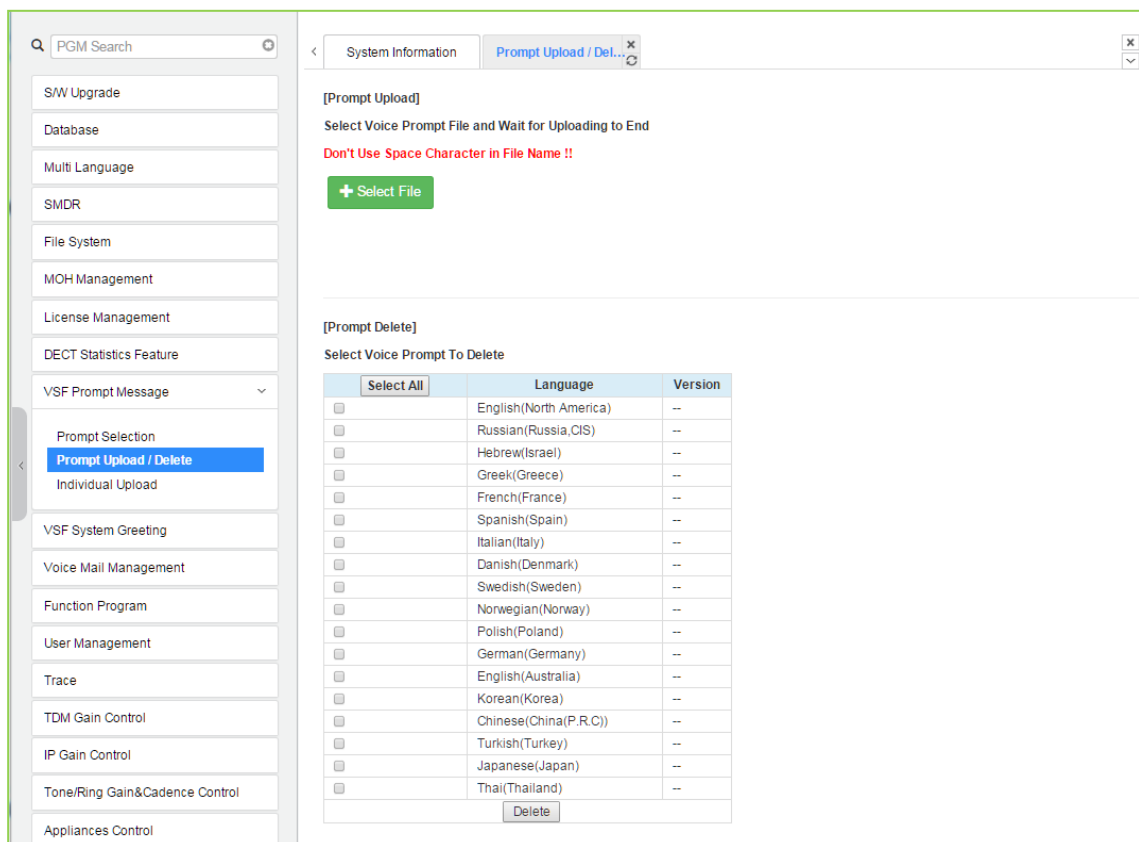 PGM Search
S/W Upgrade
Database
Multi Language
SMDR
File System
MOH Management
License Management
DECT Statistics Feature
VSF Prompt Message
Prompt Selection
Prompt Upload / Delete
Individual Upload
VSF System Greeting
Voice Mail Management
Function Program
User Management
Trace
TDM Gain Control
IP Gain Control
Tone/Ring Gain&Cadence Control
Appliances Control
System Information
Prompt Upload / Del...
[Prompt Upload]
Select Voice Prompt File and Wait for Uploading to End
Don't Use Space Character in File Name !!
Select File
[Prompt Delete]
Select Voice Prompt To Delete
Select All Language Version
English(North America) --
Russian(Russia,CIS) --
Hebrew(Israel) --
Greek(Greece) --
French(France) --
Spanish(Spain) --
Italian(Italy) --
Danish(Denmark) --
Swedish(Sweden) --
Norwegian(Norway) --
Polish(Poland) --
German(Germany) --
English(Australia) --
Korean(Korea) --
Chinese(China(P.R.C)) --
Turkish(Turkey) --
Japanese(Japan) --
Thai(Thailand) --
Delete